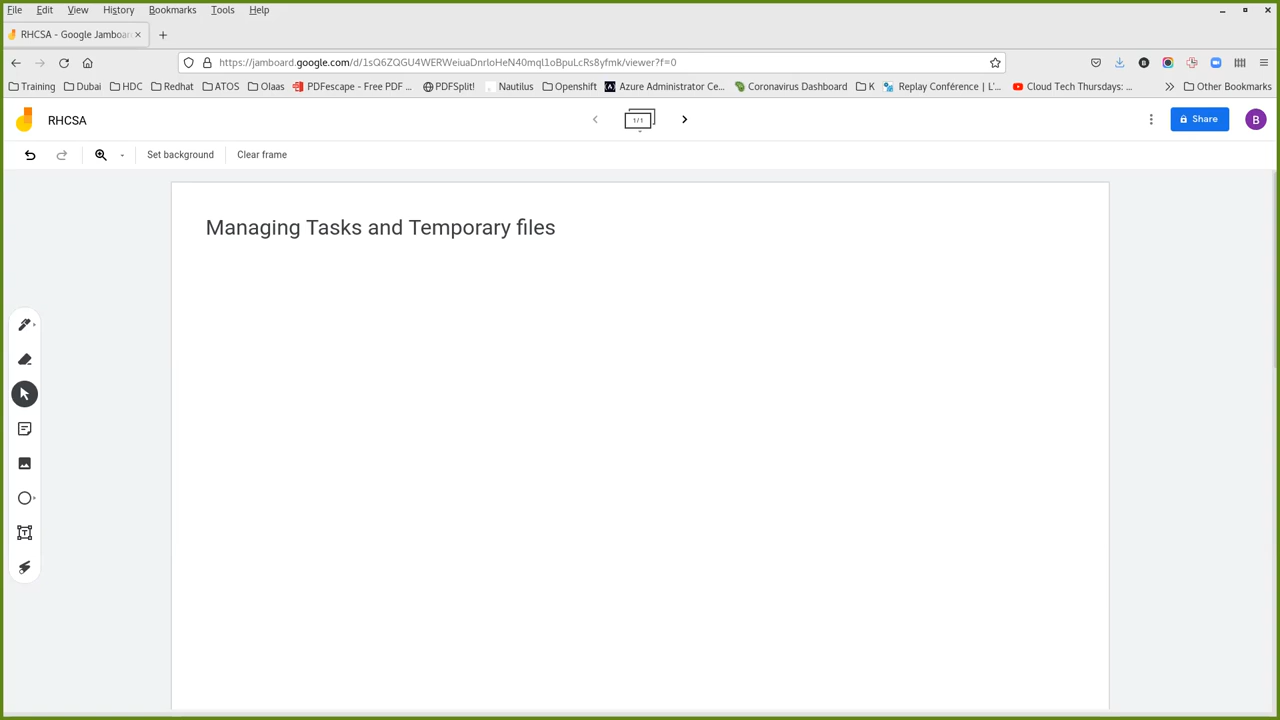 File Edit View History Bookmarks Tools Help
RHCSA - Google Jamboar
https://jamboard.google.com/d/1sQ6ZQGU4WERWeiuaDnrIoHeN40mql1oBpuLcRs8yfmk/viewer?f=0
Training Dubai HDC Redhat ATOS Olaas PDFescape - Free PDF ... PDFSplit! Nautilus Openshift Azure Administrator Ce... Coronavirus Dashboard K Replay Conférence | L'... Cloud Tech Thursdays: ... Other Bookmarks
RHCSA 1/1 Share B
Set background Clear frame
Managing Tasks and Temporary files